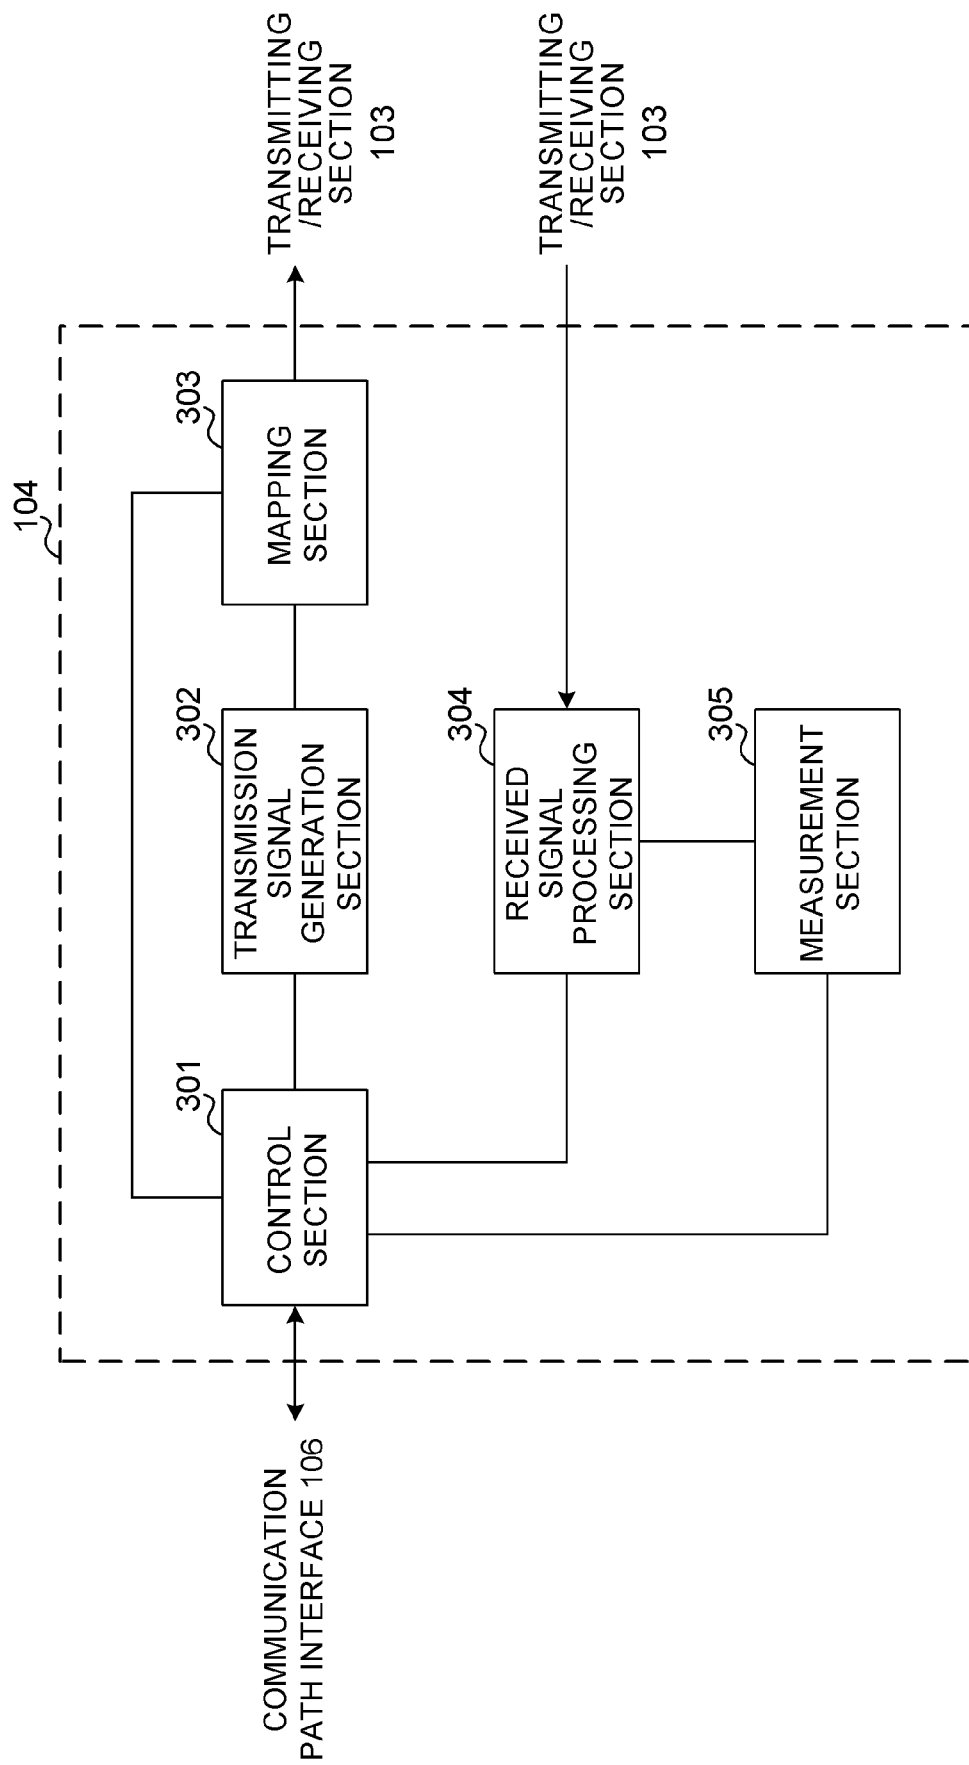 104
COMMUNICATION
PATH INTERFACE 106
301
CONTROL
SECTION
302
TRANSMISSION
SIGNAL
GENERATION
SECTION
303
MAPPING
SECTION
TRANSMITTING
/RECEIVING
SECTION
103
304
RECEIVED
SIGNAL
PROCESSING
SECTION
TRANSMITTING
/RECEIVING
SECTION
103
305
MEASUREMENT
SECTION